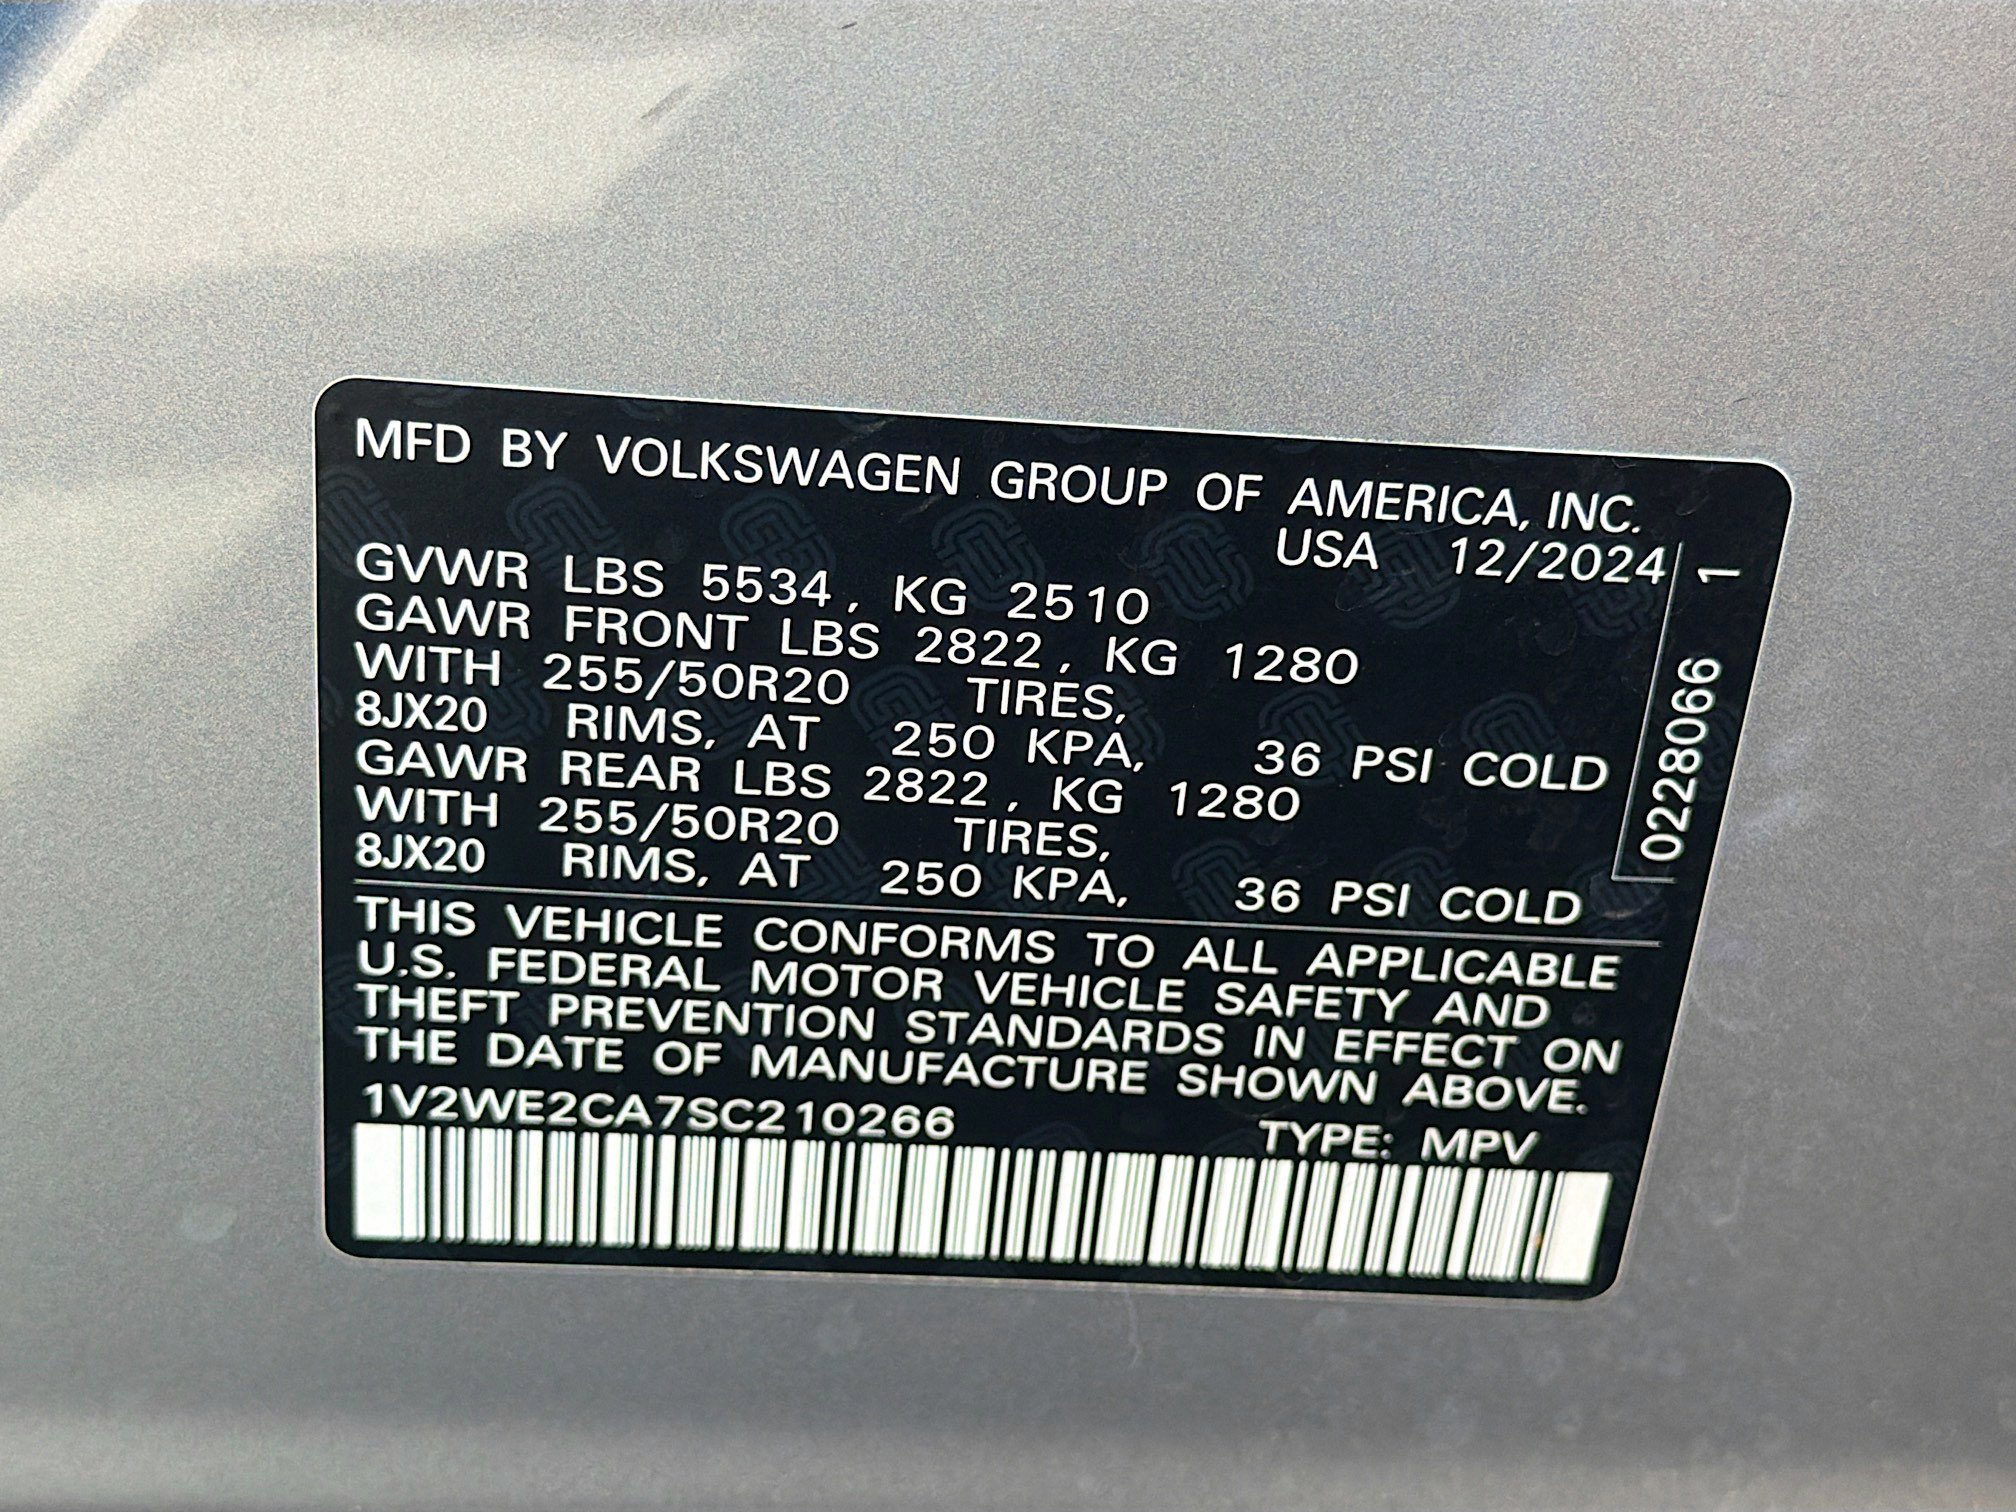 MFD BY VOLKSWAGEN GROUP OF AMERICA, INC.
USA 12/2024
GVWR LBS 5534, KG 2510
GAWR FRONT LBS 2822, KG 1280
WITH 255/50R20 TIRES,
8JX20 RIMS, AT 250 KPA, 36 PSI COLD
GAWR REAR LBS 2822, KG 1280
WITH 255/50R20 TIRES,
8JX20 RIMS, AT 250 KPA, 36 PSI COLD
0228066 1
THIS VEHICLE CONFORMS TO ALL APPLICABLE
U.S. FEDERAL MOTOR VEHICLE SAFETY AND
THEFT PREVENTION STANDARDS IN EFFECT ON
THE DATE OF MANUFACTURE SHOWN ABOVE.
1V2WE2CA7SC210266 TYPE: MPV